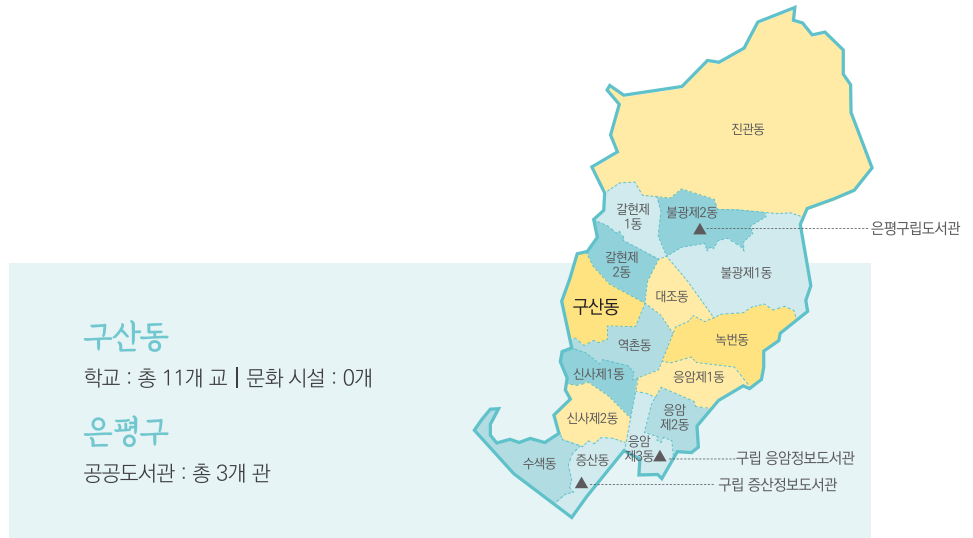 진관동
갈현제
1동
불광제2동
은평구립도서관
갈현제
2동
불광제1동
대조동
구산동
역촌동
녹번동
신사제1동
응암제1동
신사제2동
응암
제2동
응암
제3동
수색동
증산동
구립 응암정보도서관
구립 증산정보도서관
구산동
학교 : 총 11개 교 | 문화 시설 : 0개
은평구
공공도서관 : 총 3개 관